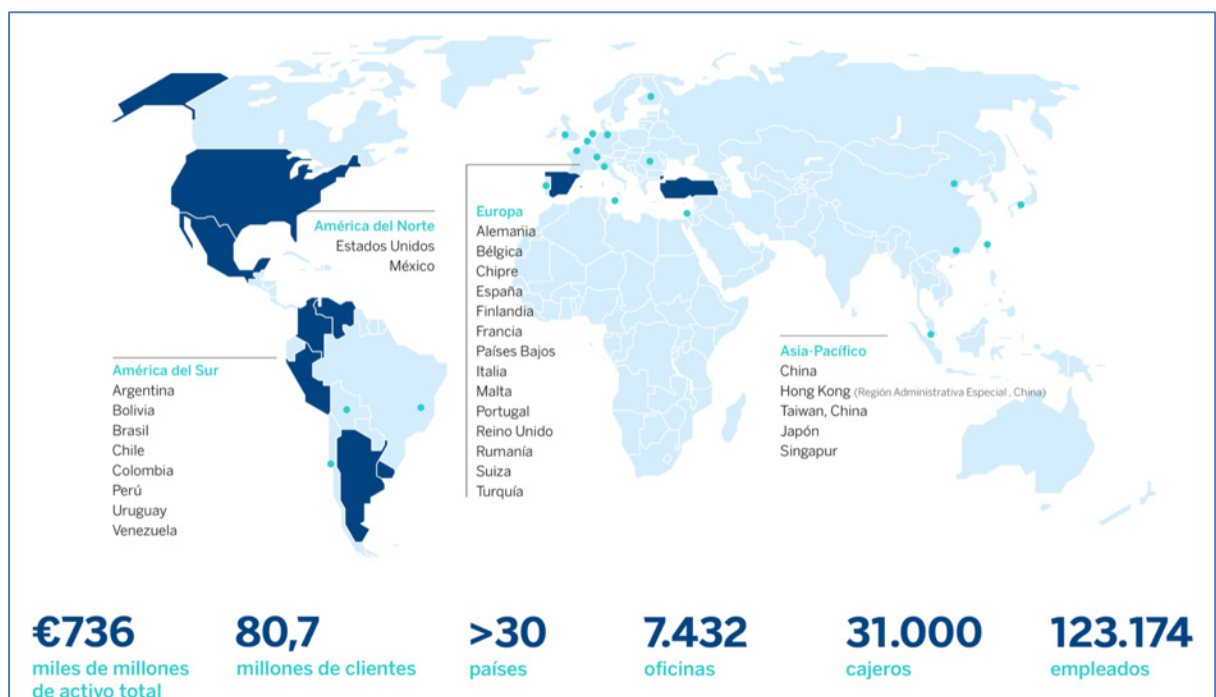 América del Norte
Estados Unidos
México
América del Sur
Argentina
Bolivia
Brasil
Chile
Colombia
Perú
Uruguay
Venezuela
Europa
Alemania
Bélgica
Chipre
España
Finlandia
Francia
Países Bajos
Italia
Malta
Portugal
Reino Unido
Rumanía
Suiza
Turquía
Asia-Pacífico
China
Hong Kong (Región Administrativa Especial , China)
Taiwan, China
Japón
Singapur
€736
miles de millones
de activo total
80,7
millones de clientes
>30
países
7.432
oficinas
31.000
cajeros
123.174
empleados